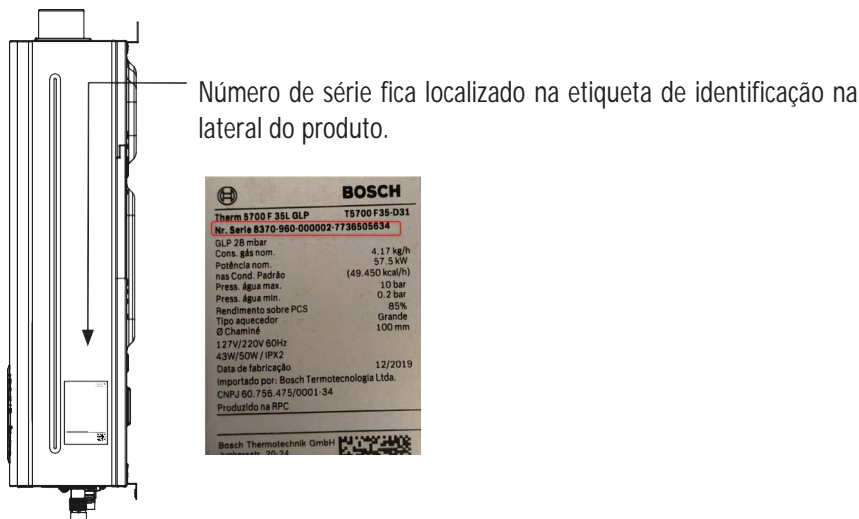 Número de série fica localizado na etiqueta de identificação na
lateral do produto.
BOSCH
Therm 5700 F 35L GLP T5700 F35-D31
Nr. Serie 8370-960-000002-7736505634
GLP 28 mbar
Cons. gás nom. 4.17 kg/h
Potência nom. 57.5 kW
nas Cond. Padrão (49.450 kcal/h)
Press. água max. 10 bar
Press. água min. 0.2 bar
Rendimento sobre PCS 85%
Tipo aquecedor Grande
Ø Chaminé 100 mm
127V/220V 60Hz
43W/50W / IPX2
Data de fabricação 12/2019
Importado por: Bosch Termotecnologia Ltda.
CNPJ 60.756.475/0001-34
Produzido na RPC
Bosch Thermotechnik GmbH